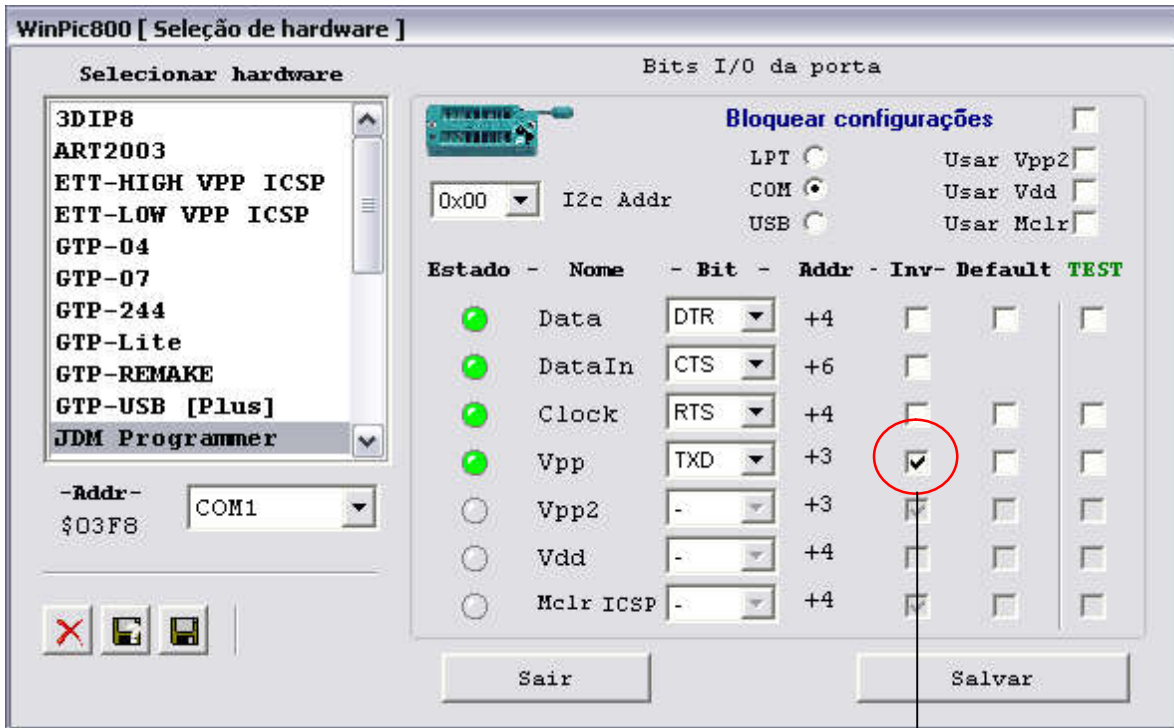 WinPic800 [ Seleção de hardware ]
Selecionar hardware
3DIP8
ART2003
ETT-HIGH VPP ICSP
ETT-LOW VPP ICSP
GTP-04
GTP-07
GTP-244
GTP-Lite
GTP-REMAKE
GTP-USB [Plus]
JDM Programmer
-Addr-
$03F8
COM1
Bits I/O da porta
Bloquear configurações
0x00 I2c Addr
LPT
COM
USB
Usar Vpp2
Usar Vdd
Usar Mclr
Estado - Nome - Bit - Addr - Inv- Default TEST
Data DTR +4
DataIn CTS +6
Clock RTS +4
Vpp TXD +3
Vpp2 - +3
Vdd - +4
Mclr ICSP - +4
Sair
Salvar